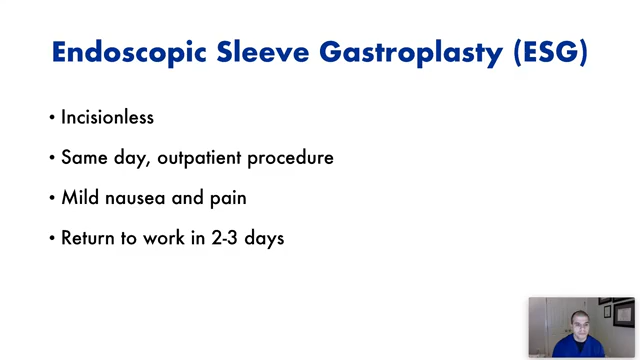 Endoscopic Sleeve Gastroplasty (ESG)
• Incisionless
• Same day, outpatient procedure
• Mild nausea and pain
• Return to work in 2-3 days